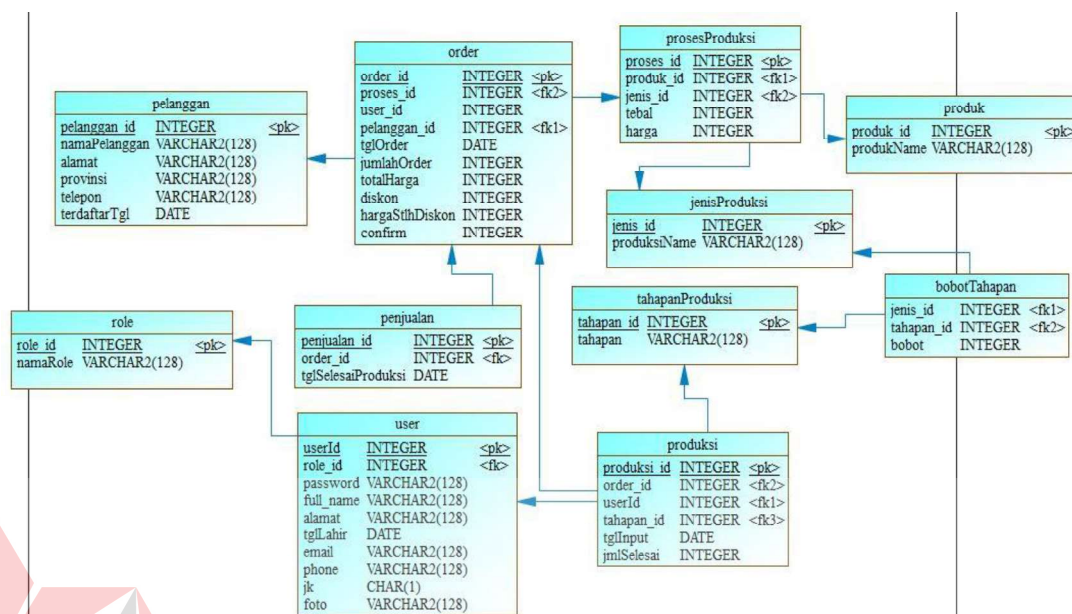 order
order_id INTEGER <pk>
proses_id INTEGER <fk2>
user_id INTEGER
pelanggan_id INTEGER <fk1>
tglOrder DATE
jumlahOrder INTEGER
totalHarga INTEGER
diskon INTEGER
hargaStlhDiskon INTEGER
confirm INTEGER
prosesProduksi
proses_id INTEGER <pk>
produk_id INTEGER <fk1>
jenis_id INTEGER <fk2>
tebal INTEGER
harga INTEGER
pelanggan
pelanggan_id INTEGER <pk>
namaPelanggan VARCHAR2(128)
alamat VARCHAR2(128)
provinsi VARCHAR2(128)
telepon VARCHAR2(128)
terdaftarTgl DATE
produk
produk_id INTEGER <pk>
produkName VARCHAR2(128)
jenisProduksi
jenis_id INTEGER <pk>
produksiName VARCHAR2(128)
bobotTahapan
jenis_id INTEGER <fk1>
tahapan_id INTEGER <fk2>
bobot INTEGER
tahapanProduksi
tahapan_id INTEGER <pk>
tahapan VARCHAR2(128)
penjualan
penjualan_id INTEGER <pk>
order_id INTEGER <fk>
tglSelesaiProduksi DATE
role
role_id INTEGER <pk>
namaRole VARCHAR2(128)
user
userId INTEGER <pk>
role_id INTEGER <fk>
password VARCHAR2(128)
full_name VARCHAR2(128)
alamat VARCHAR2(128)
tglLahir DATE
email VARCHAR2(128)
phone VARCHAR2(128)
jk CHAR(1)
foto VARCHAR2(128)
produksi
produksi_id INTEGER <pk>
order_id INTEGER <fk2>
userId INTEGER <fk1>
tahapan_id INTEGER <fk3>
tglInput DATE
jmlSelesai INTEGER